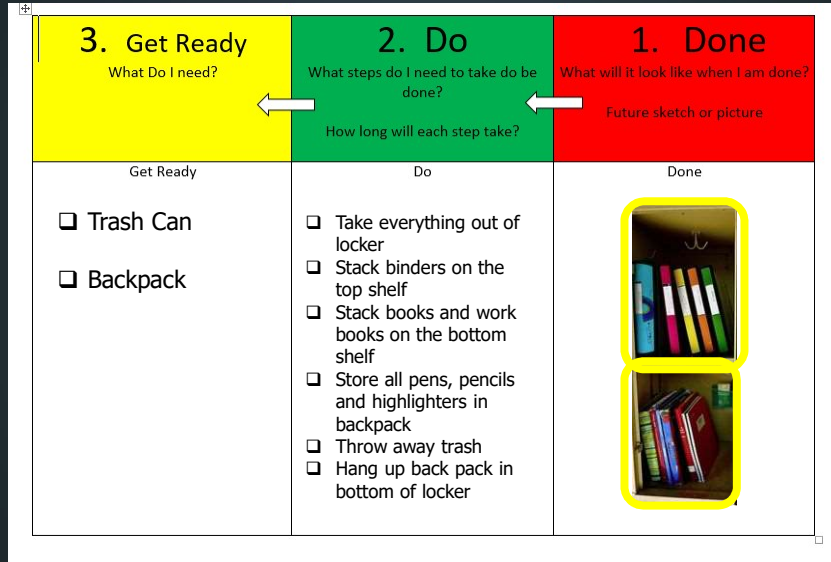 3. Get Ready
What Do I need?
2. Do
What steps do I need to take do be
done?
How long will each step take?
1. Done
What will it look like when I am done?
Future sketch or picture
Get Ready
Trash Can
Backpack
Do
Take everything out of
locker
Stack binders on the
top shelf
Stack books and work
books on the bottom
shelf
Store all pens, pencils
and highlighters in
backpack
Throw away trash
Hang up back pack in
bottom of locker
Done